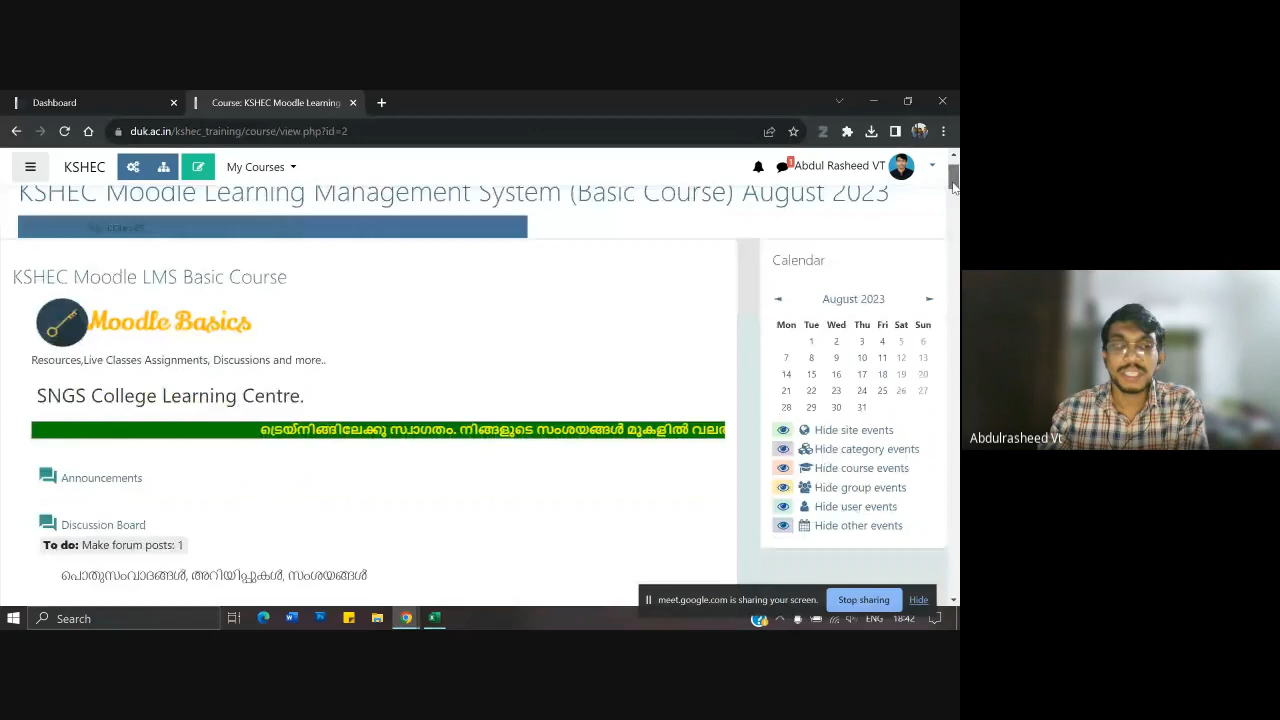 Dashboard
Course: KSHEC Moodle Learning
duk.ac.in/kshec_training/course/view.php?id=2
KSHEC
My Courses
1
Abdul Rasheed VT
KSHEC Moodle Learning Management System (Basic Course) August 2023
KSHEC Moodle LMS Basic Course
Moodle Basics
Resources,Live Classes Assignments, Discussions and more..
SNGS College Learning Centre.
ട്രെയ്നിങ്ങിലേക്കു സ്വാഗതം. നിങ്ങളുടെ സംശയങ്ങൾ മുകളിൽ
Announcements
Discussion Board
To do: Make forum posts: 1
പൊതുസംവാദങ്ങൾ, അറിയിപ്പുകൾ, സംശയങ്ങൾ
Calendar
◄ August 2023 ►
Mon Tue Wed Thu Fri Sat Sun
1 2 3 4 5 6
7 8 9 10 11 12 13
14 15 16 17 18 19 20
21 22 23 24 25 26 27
28 29 30 31
Hide site events
Hide category events
Hide course events
Hide group events
Hide user events
Hide other events
meet.google.com is sharing your screen.
Stop sharing
Hide
Search
ENG
18:42
Abdulrasheed Vt